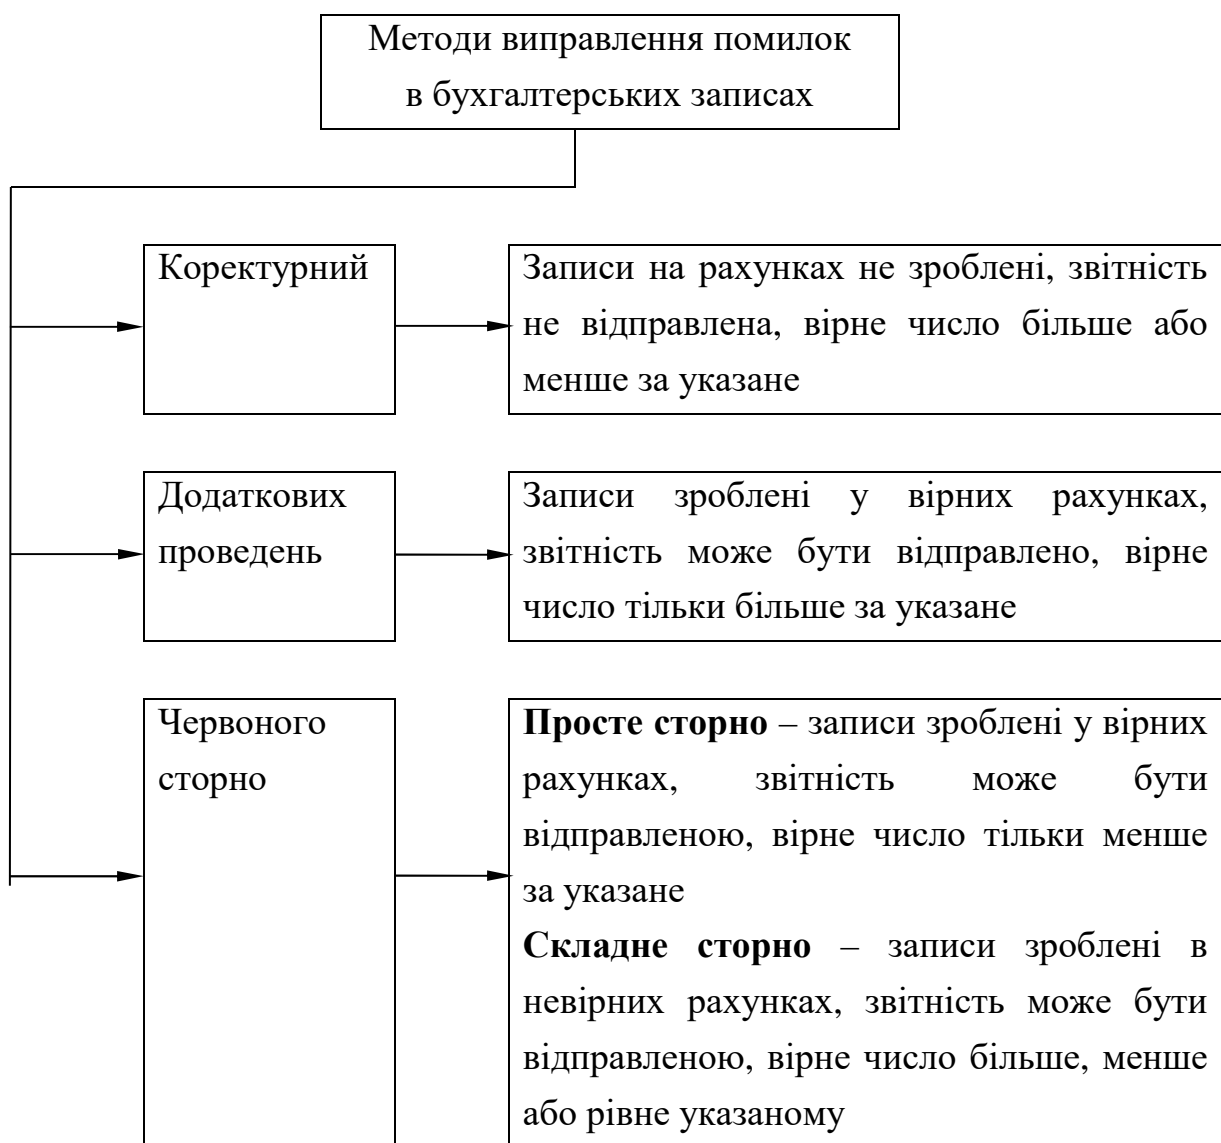 Методи виправлення помилок
в бухгалтерських записах
Коректурний
Записи на рахунках не зроблені, звітність
не відправлена, вірне число більше або
менше за указане
Додаткових
проведень
Записи зроблені у вірних рахунках,
звітність може бути відправлено, вірне
число тільки більше за указане
Червоного
сторно
Просте сторно – записи зроблені у вірних
рахунках, звітність може бути
відправленою, вірне число тільки менше
за указане
Складне сторно – записи зроблені в
невірних рахунках, звітність може бути
відправленою, вірне число більше, менше
або рівне указаному